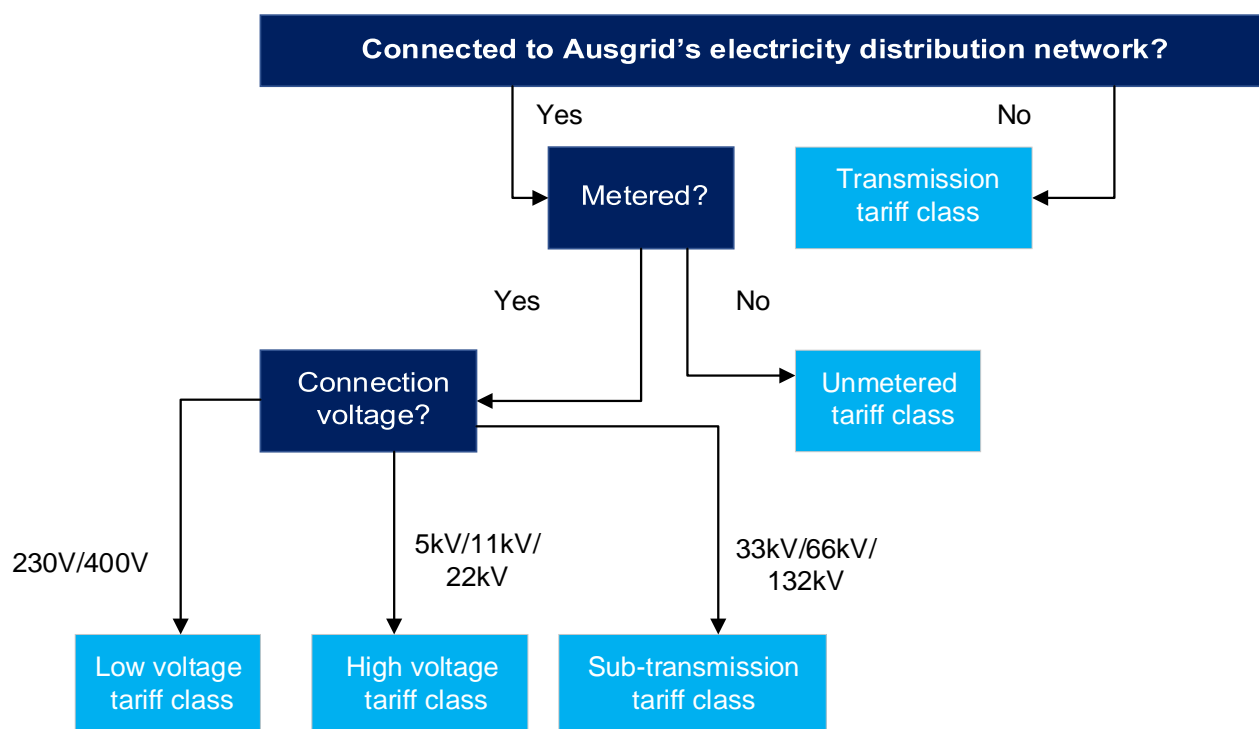 Connected to Ausgrid's electricity distribution network?
Yes
No
Metered?
Transmission
tariff class
Yes
No
Connection
voltage?
Unmetered
tariff class
230V/400V
5kV/11kV/
22kV
33kV/66kV/
132kV
Low voltage
tariff class
High voltage
tariff class
Sub-transmission
tariff class